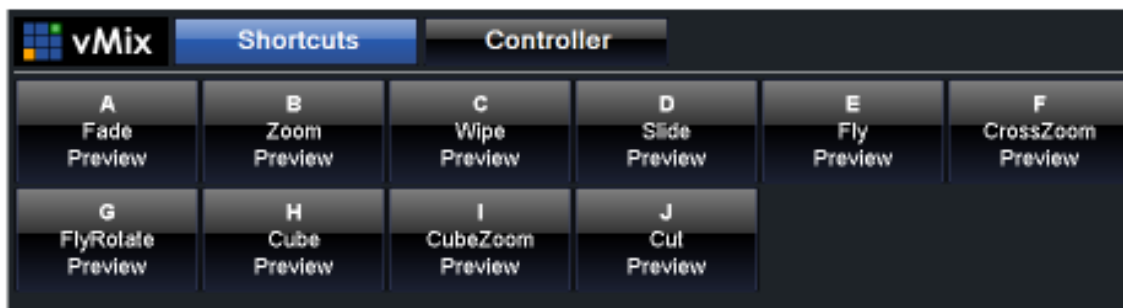 vMix Shortcuts Controller
A B C D E F
Fade Zoom Wipe Slide Fly CrossZoom
Preview Preview Preview Preview Preview Preview
G H I J
FlyRotate Cube CubeZoom Cut
Preview Preview Preview Preview